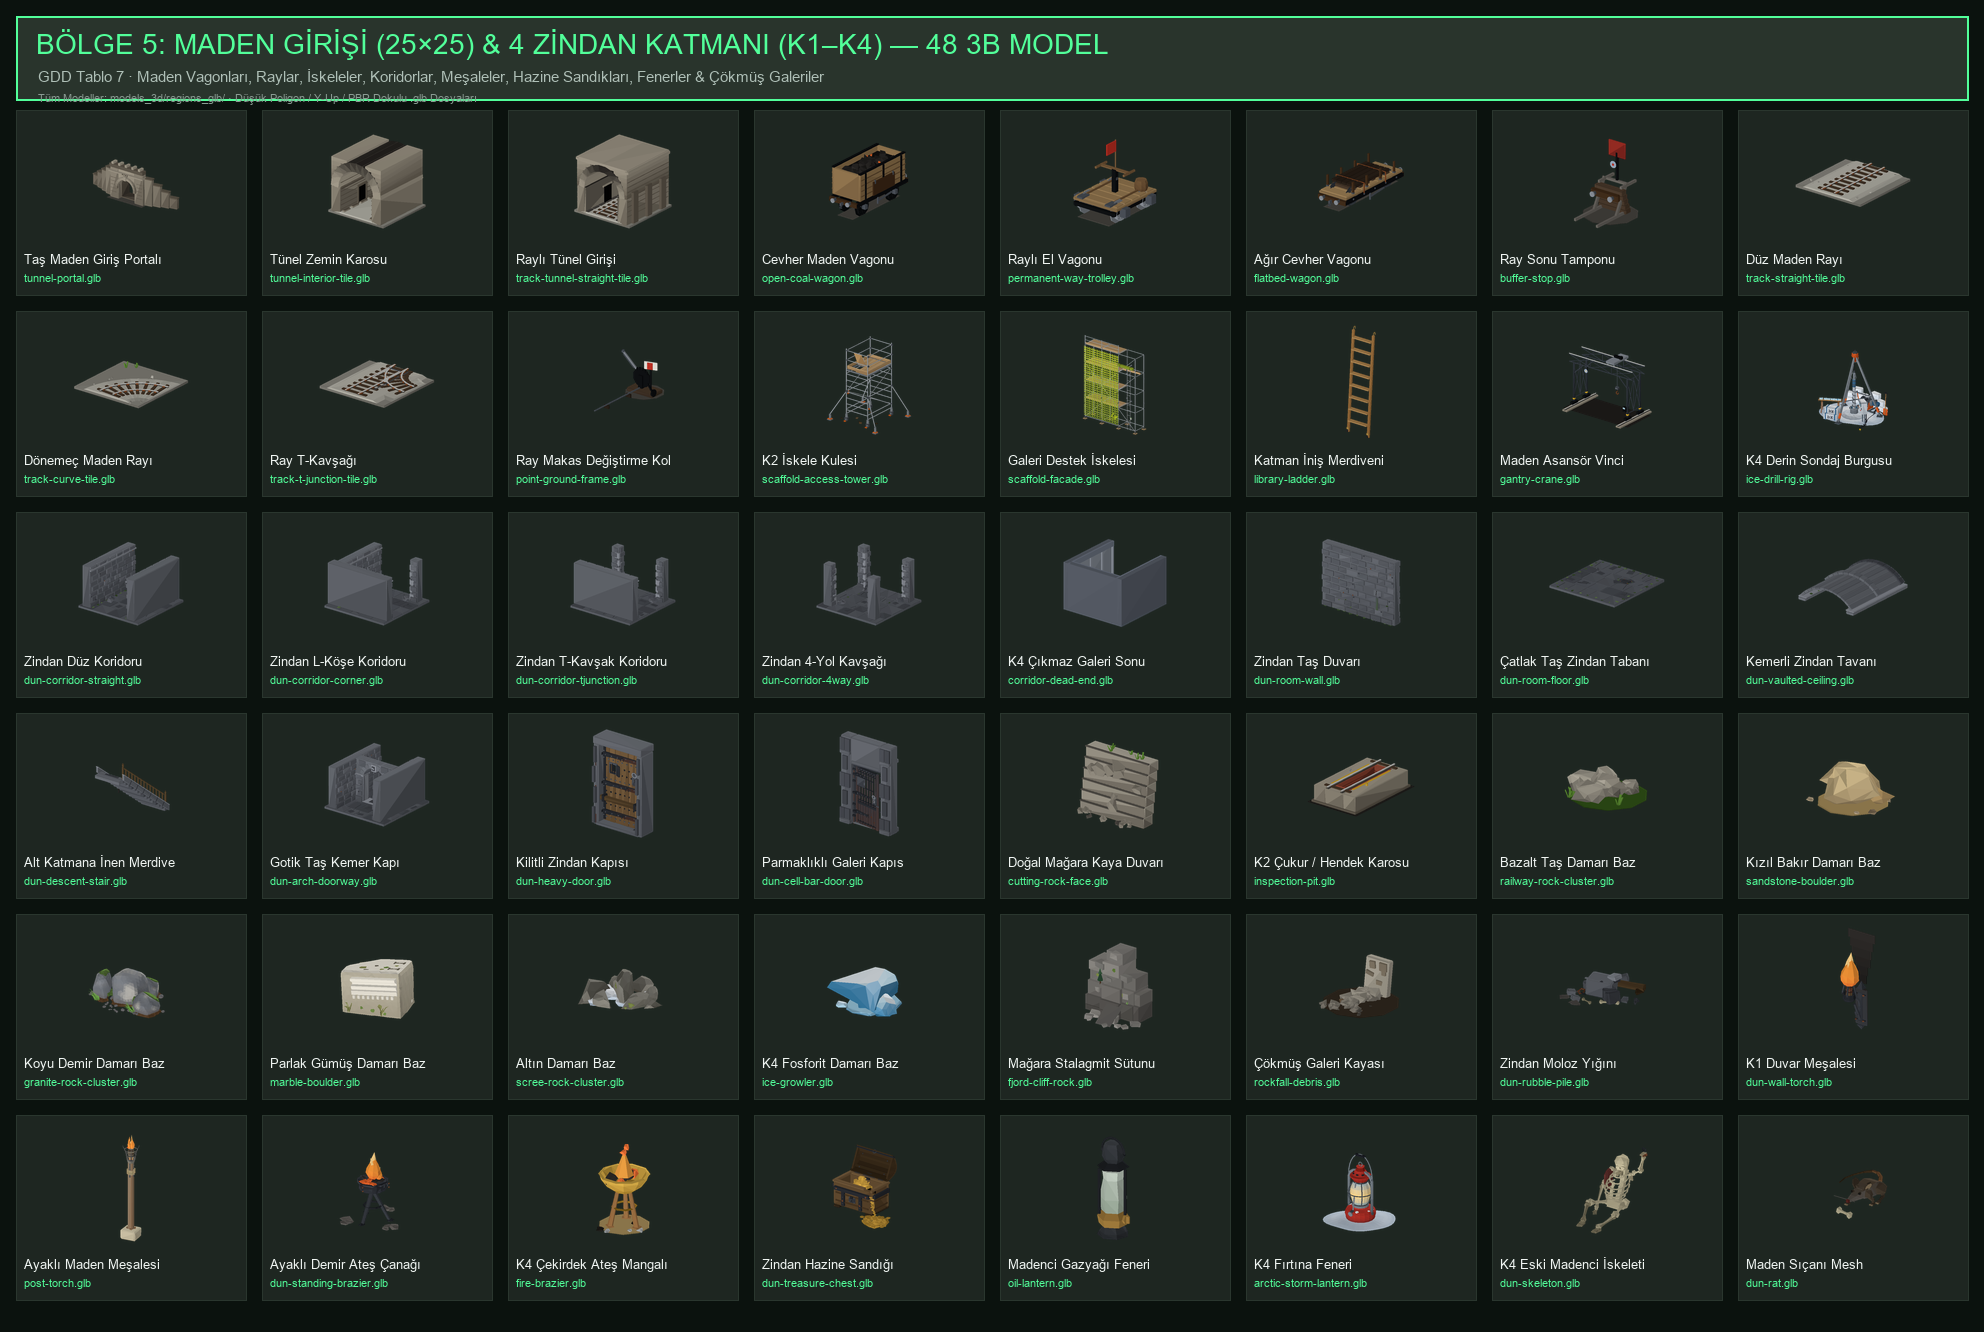 BÖLGE 5: MADEN GİRİŞİ (25×25) & 4 ZİNDAN KATMANI (K1–K4) — 48 3B MODEL
GDD Tablo 7 · Maden Vagonları, Raylar, İskeleler, Koridorlar, Meşaleler, Hazine Sandıkları, Fenerler & Çökmüş Galeriler
Tüm Modeller: models_3d/regions_glb/ · Düşük Poligon / Y-Up / PBR Dokulu .glb Dosyaları
Taş Maden Giriş Portalı
tunnel-portal.glb
Tünel Zemin Karosu
tunnel-interior-tile.glb
Raylı Tünel Girişi
track-tunnel-straight-tile.glb
Cevher Maden Vagonu
open-coal-wagon.glb
Raylı El Vagonu
permanent-way-trolley.glb
Ağır Cevher Vagonu
flatbed-wagon.glb
Ray Sonu Tamponu
buffer-stop.glb
Düz Maden Rayı
track-straight-tile.glb
Dönemeç Maden Rayı
track-curve-tile.glb
Ray T-Kavşağı
track-t-junction-tile.glb
Ray Makas Değiştirme Kol
point-ground-frame.glb
K2 İskele Kulesi
scaffold-access-tower.glb
Galeri Destek İskelesi
scaffold-facade.glb
Katman İniş Merdiveni
library-ladder.glb
Maden Asansör Vinci
gantry-crane.glb
K4 Derin Sondaj Burgusu
ice-drill-rig.glb
Zindan Düz Koridoru
dun-corridor-straight.glb
Zindan L-Köşe Koridoru
dun-corridor-corner.glb
Zindan T-Kavşak Koridoru
dun-corridor-tjunction.glb
Zindan 4-Yol Kavşağı
dun-corridor-4way.glb
K4 Çıkmaz Galeri Sonu
corridor-dead-end.glb
Zindan Taş Duvarı
dun-room-wall.glb
Çatlak Taş Zindan Tabanı
dun-room-floor.glb
Kemerli Zindan Tavanı
dun-vaulted-ceiling.glb
Alt Katmana İnen Merdive
dun-descent-stair.glb
Gotik Taş Kemer Kapı
dun-arch-doorway.glb
Kilitli Zindan Kapısı
dun-heavy-door.glb
Parmaklıklı Galeri Kapıs
dun-cell-bar-door.glb
Doğal Mağara Kaya Duvarı
cutting-rock-face.glb
K2 Çukur / Hendek Karosu
inspection-pit.glb
Bazalt Taş Damarı Baz
railway-rock-cluster.glb
Kızıl Bakır Damarı Baz
sandstone-boulder.glb
Koyu Demir Damarı Baz
granite-rock-cluster.glb
Parlak Gümüş Damarı Baz
marble-boulder.glb
Altın Damarı Baz
scree-rock-cluster.glb
K4 Fosforit Damarı Baz
ice-growler.glb
Mağara Stalagmit Sütunu
fjord-cliff-rock.glb
Çökmüş Galeri Kayası
rockfall-debris.glb
Zindan Moloz Yığını
dun-rubble-pile.glb
K1 Duvar Meşalesi
dun-wall-torch.glb
Ayaklı Maden Meşalesi
post-torch.glb
Ayaklı Demir Ateş Çanağı
dun-standing-brazier.glb
K4 Çekirdek Ateş Mangalı
fire-brazier.glb
Zindan Hazine Sandığı
dun-treasure-chest.glb
Madenci Gazyağı Feneri
oil-lantern.glb
K4 Fırtına Feneri
arctic-storm-lantern.glb
K4 Eski Madenci İskeleti
dun-skeleton.glb
Maden Sıçanı Mesh
dun-rat.glb